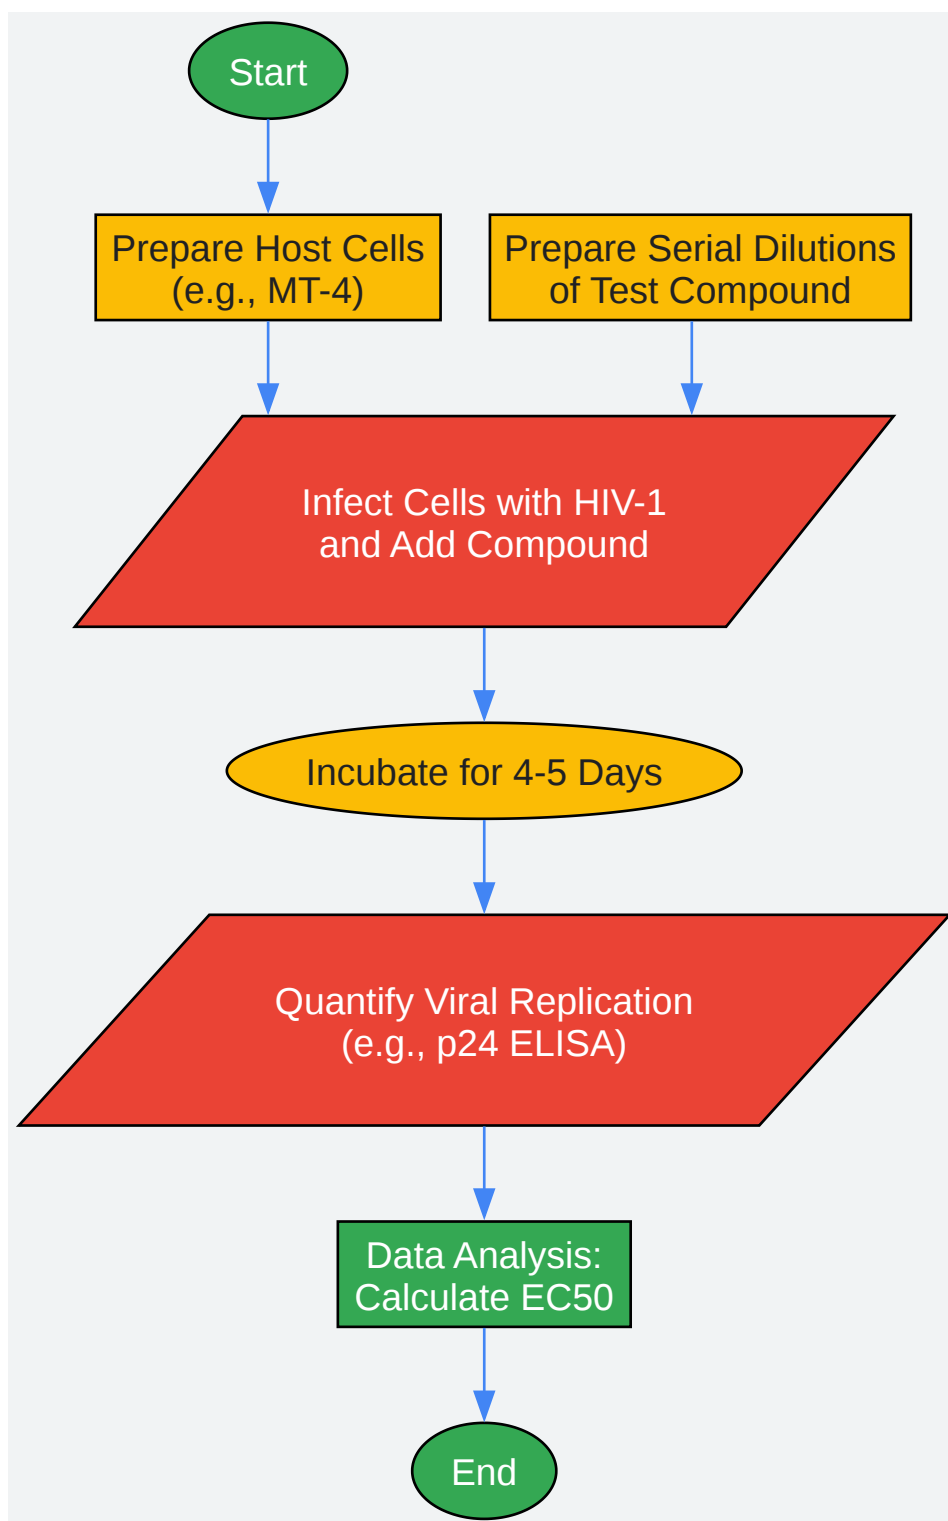 Start
Prepare Host Cells
(e.g., MT-4)
Prepare Serial Dilutions
of Test Compound
Infect Cells with HIV-1
and Add Compound
Incubate for 4-5 Days
Quantify Viral Replication
(e.g., p24 ELISA)
Data Analysis:
Calculate EC50
End